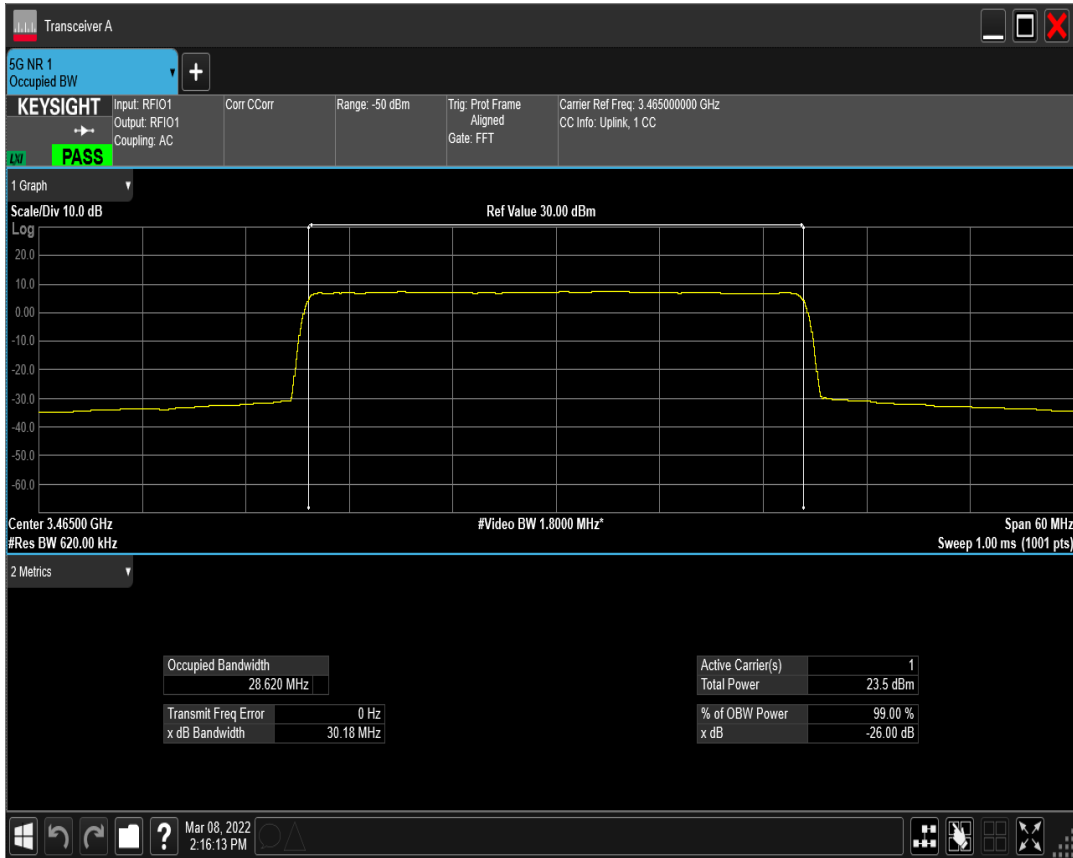 Transceiver A
5G NR 1
Occupied BW
KEYSIGHT
LXI
PASS
Input: RFIO1
Output: RFIO1
Coupling: AC
Corr CCorr
Range: -50 dBm
Trig: Prot Frame
Aligned
Gate: FFT
Carrier Ref Freq: 3.465000000 GHz
CC Info: Uplink, 1 CC
1 Graph
Scale/Div 10.0 dB
Ref Value 30.00 dBm
Log
20.0
10.0
0.00
-10.0
-20.0
-30.0
-40.0
-50.0
-60.0
Center 3.46500 GHz
#Video BW 1.8000 MHz*
Span 60 MHz
#Res BW 620.00 kHz
Sweep 1.00 ms (1001 pts)
2 Metrics
Occupied Bandwidth
28.620 MHz
Transmit Freq Error 0 Hz
x dB Bandwidth 30.18 MHz
Active Carrier(s) 1
Total Power 23.5 dBm
% of OBW Power 99.00 %
x dB -26.00 dB
?
Mar 08, 2022
2:16:13 PM